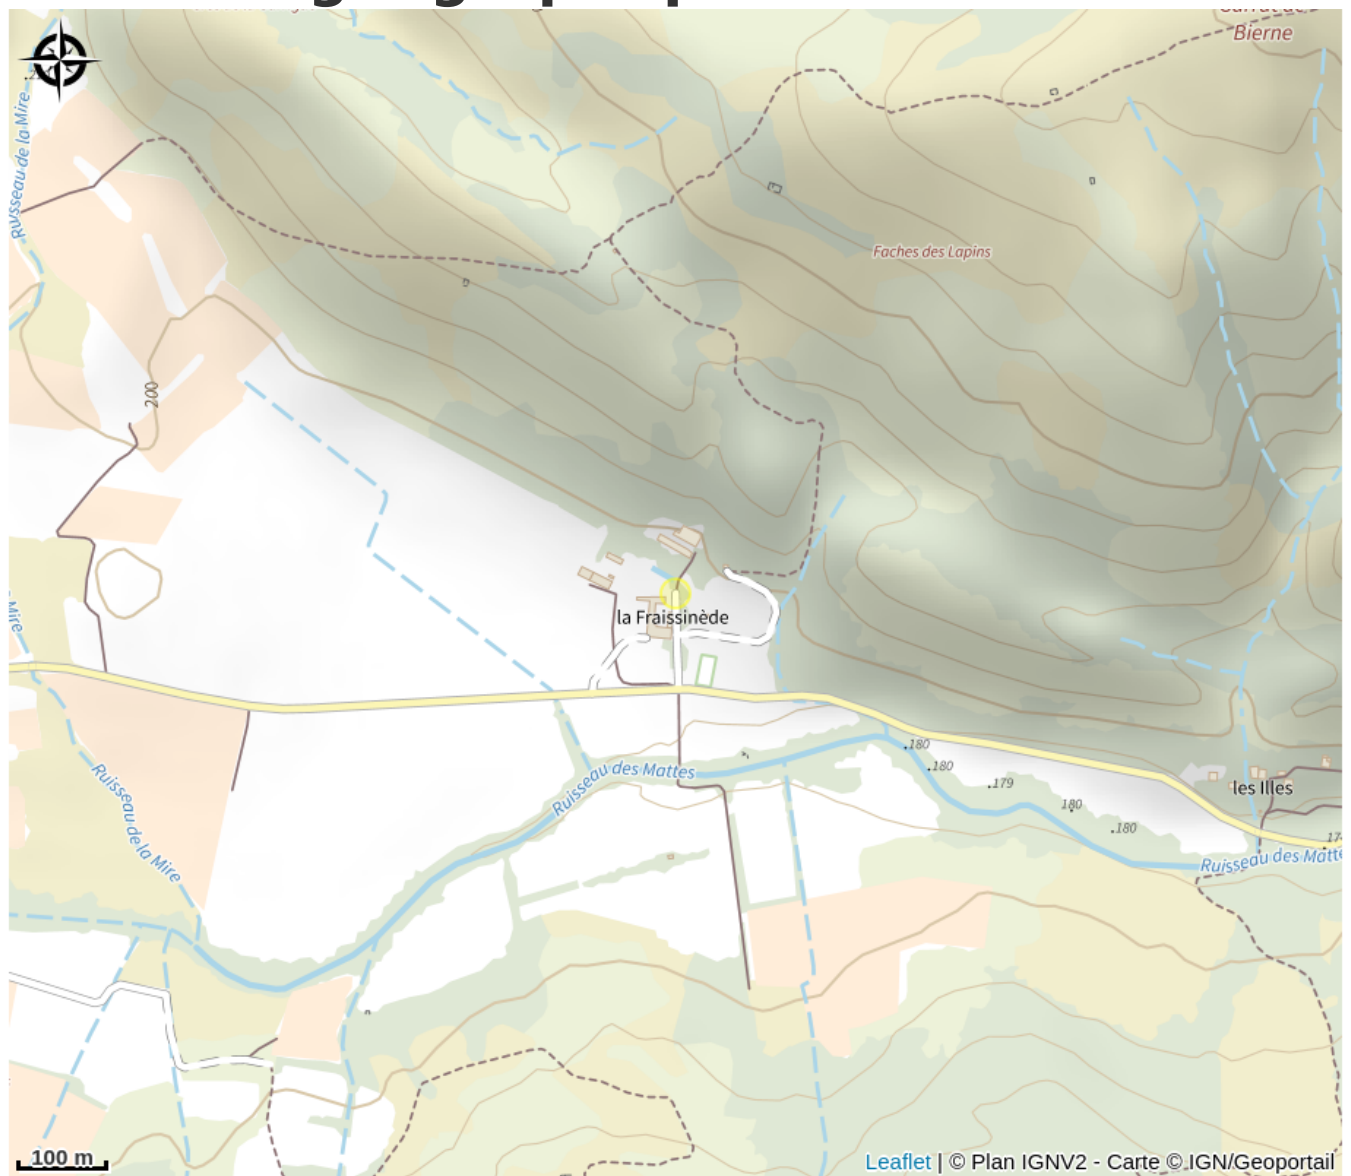 Bierne
Ruisseau de la Mire
Faches des Lapins
200
la Fraissinède
Mire
180
180
179
180
180
les Illes
Ruisseau des Mattes
Ruisseau de la Mire
Ruisseau des Matte
100 m
Leaflet | © Plan IGNV2 - Carte © IGN/Geoportail